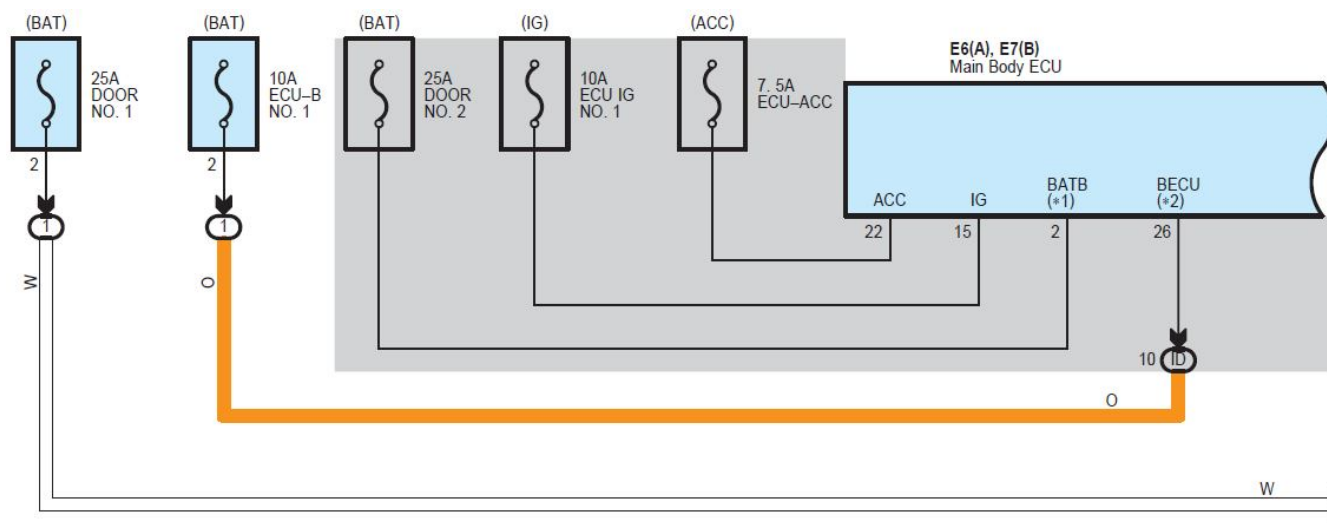 (BAT)
(BAT)
(BAT)
(IG)
(ACC)
25A
DOOR
NO. 1
10A
ECU–B
NO. 1
25A
DOOR
NO. 2
10A
ECU IG
NO. 1
7. 5A
ECU–ACC
E6(A), E7(B)
Main Body ECU
ACC
IG
BATB
(∗1)
BECU
(∗2)
2
2
22
15
2
26
1
1
W
O
10
ID
O
W